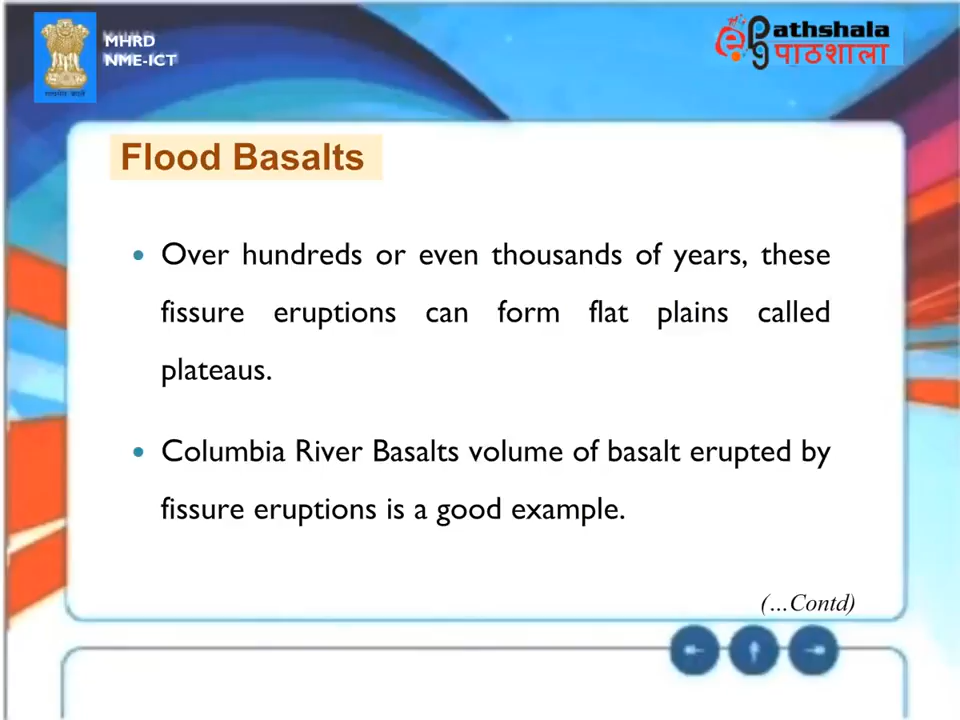 MHRD
NME-ICT
ePathshala
पाठशाला
Flood Basalts
• Over hundreds or even thousands of years, these
fissure eruptions can form flat plains called
plateaus.
• Columbia River Basalts volume of basalt erupted by
fissure eruptions is a good example.
(...Contd)